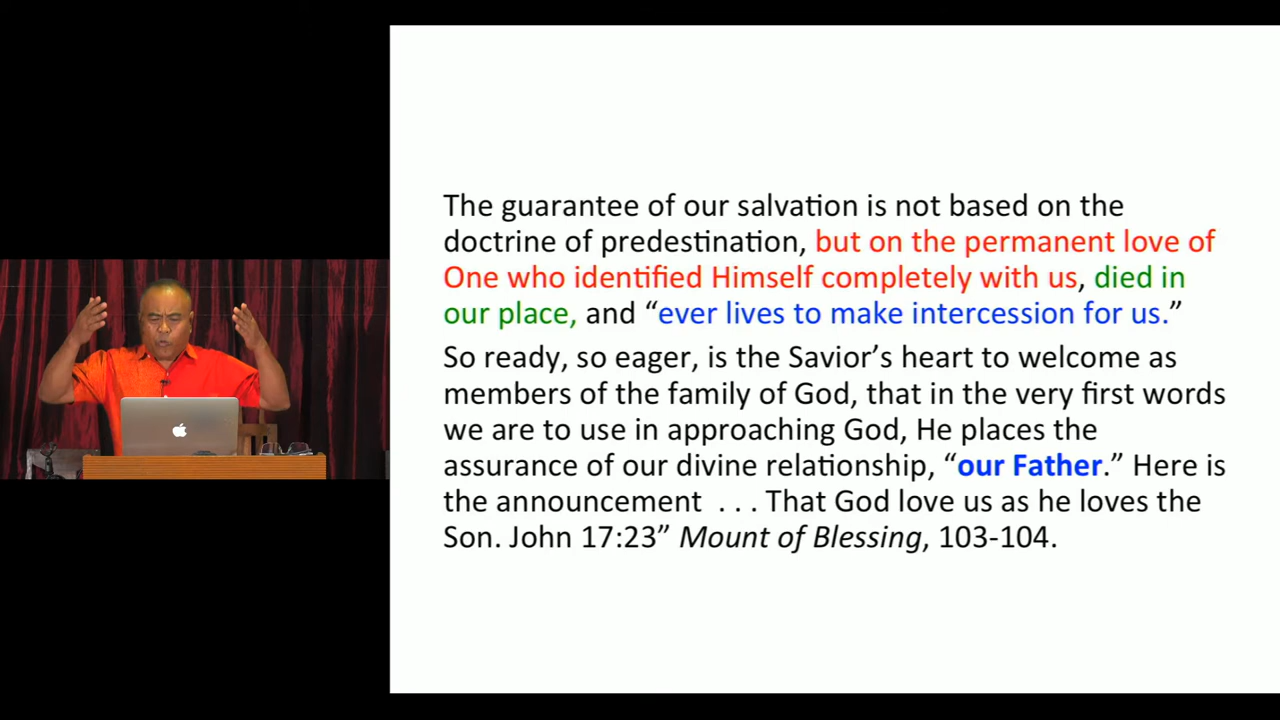 The guarantee of our salvation is not based on the
doctrine of predestination, but on the permanent love of
One who identified Himself completely with us, died in
our place, and “ever lives to make intercession for us.”
So ready, so eager, is the Savior’s heart to welcome as
members of the family of God, that in the very first words
we are to use in approaching God, He places the
assurance of our divine relationship, “our Father.” Here is
the announcement . . . That God love us as he loves the
Son. John 17:23” Mount of Blessing, 103-104.